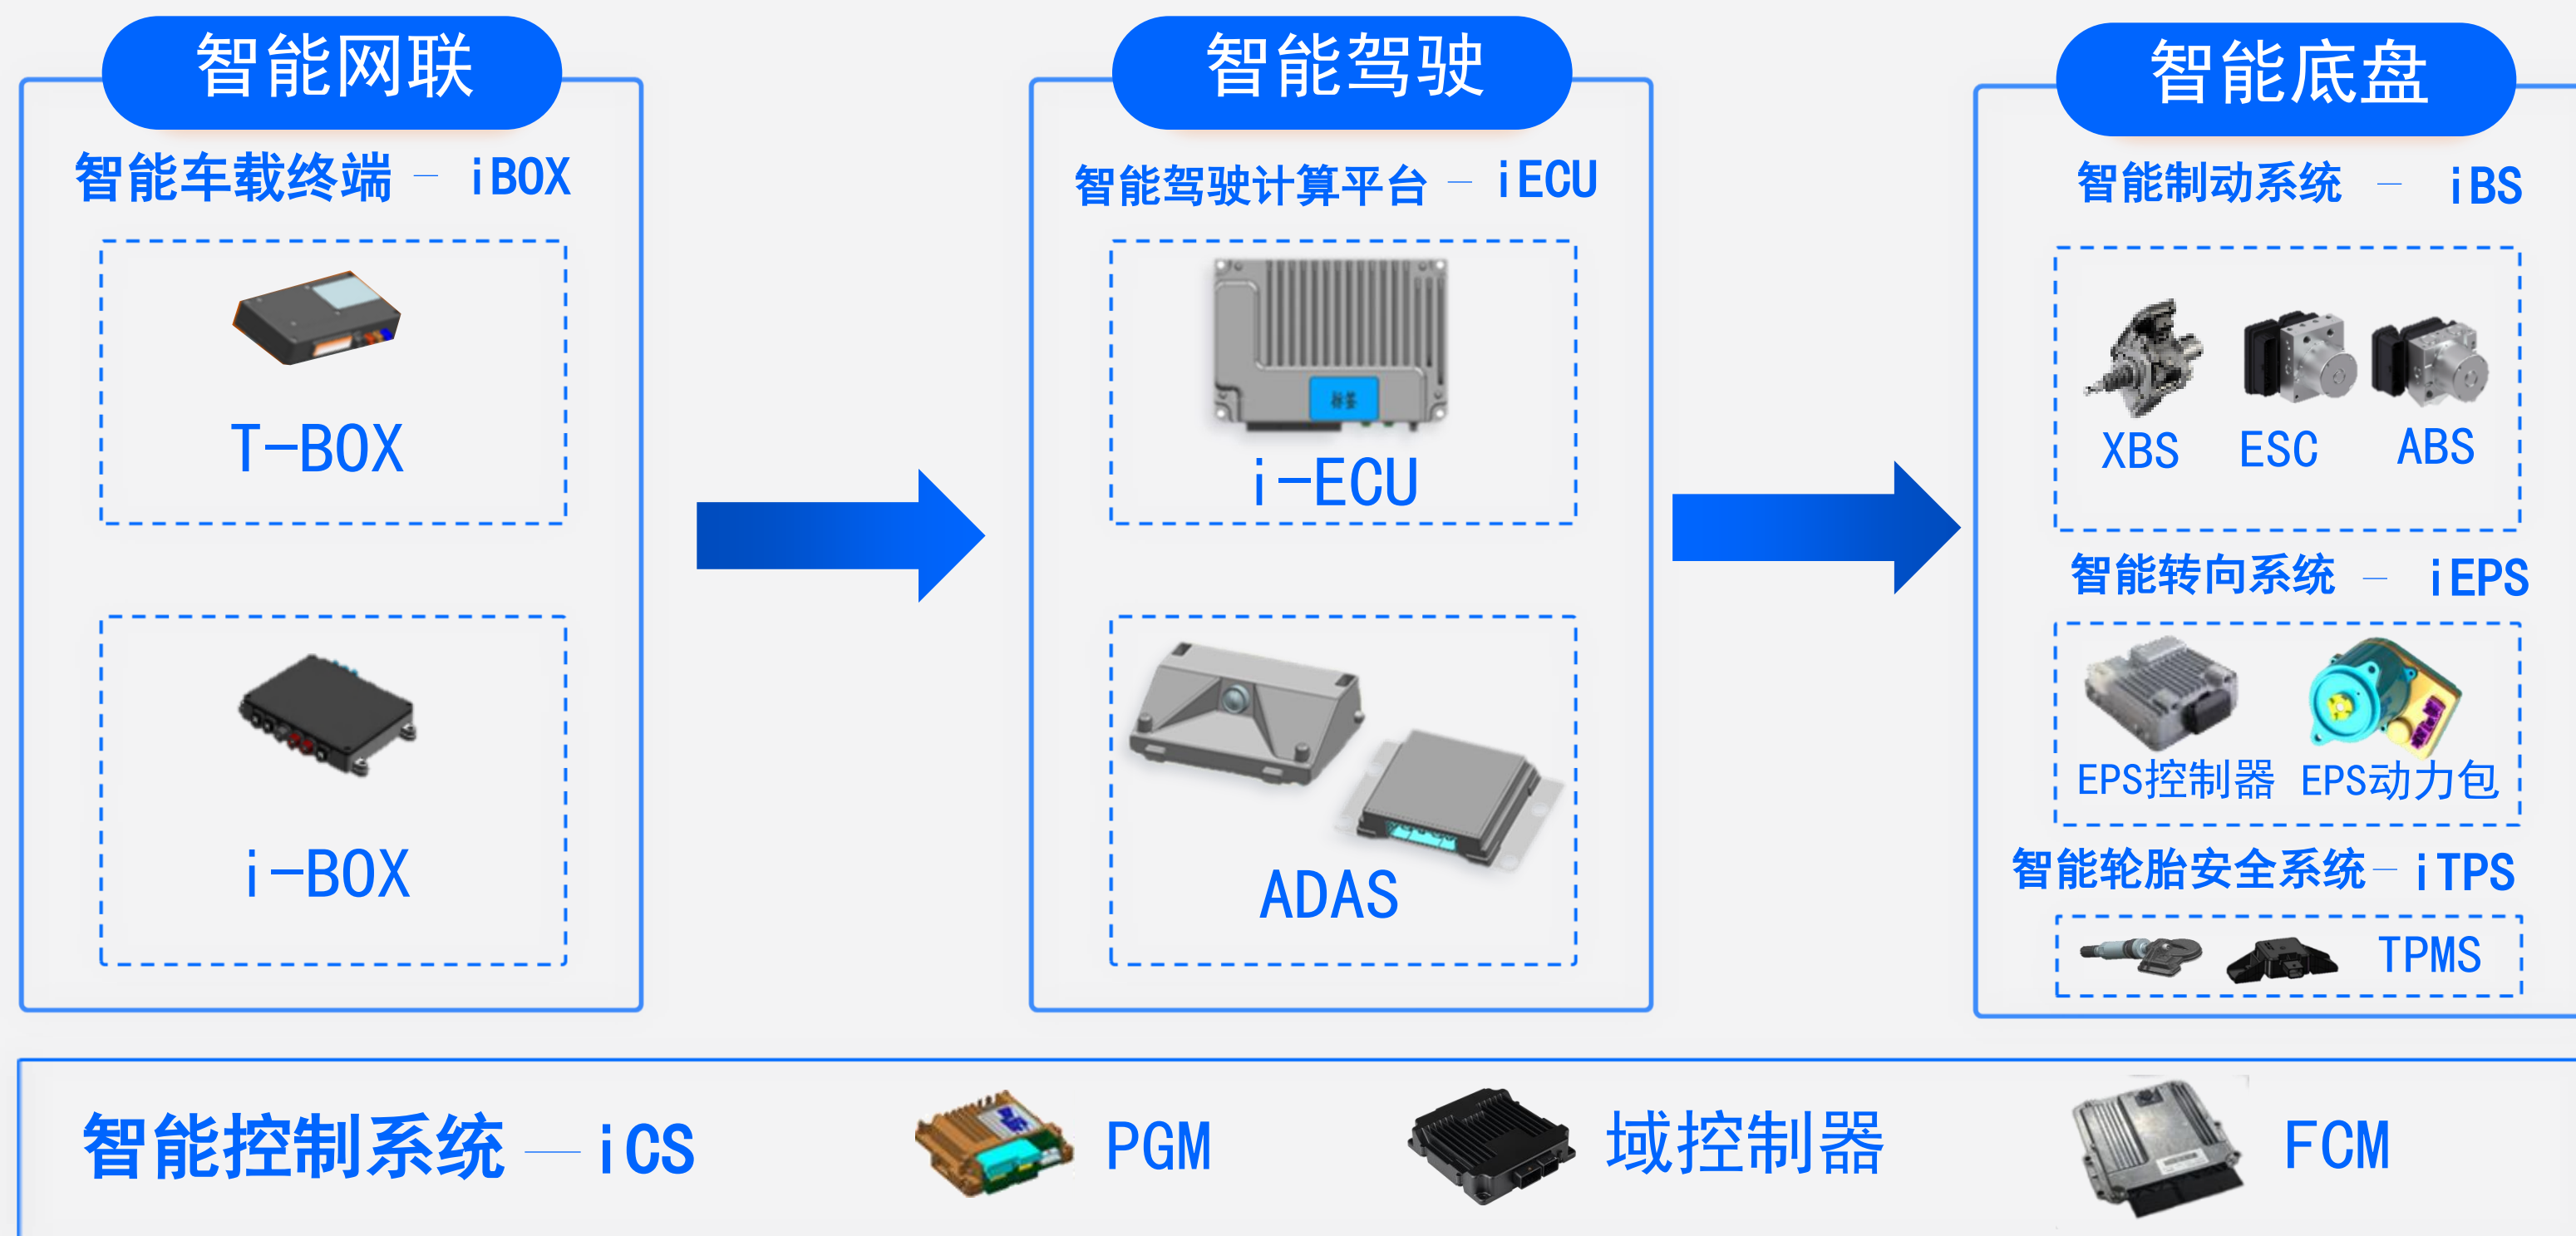 智能网联
智能车载终端 — iBOX
T-BOX
i-BOX
智能驾驶
智能驾驶计算平台 — iECU
标签
i-ECU
ADAS
智能底盘
智能制动系统 — iBS
XBS ESC ABS
智能转向系统 — iEPS
EPS控制器 EPS动力包
智能轮胎安全系统— iTPS
TPMS
智能控制系统 — iCS
PGM
域控制器
FCM